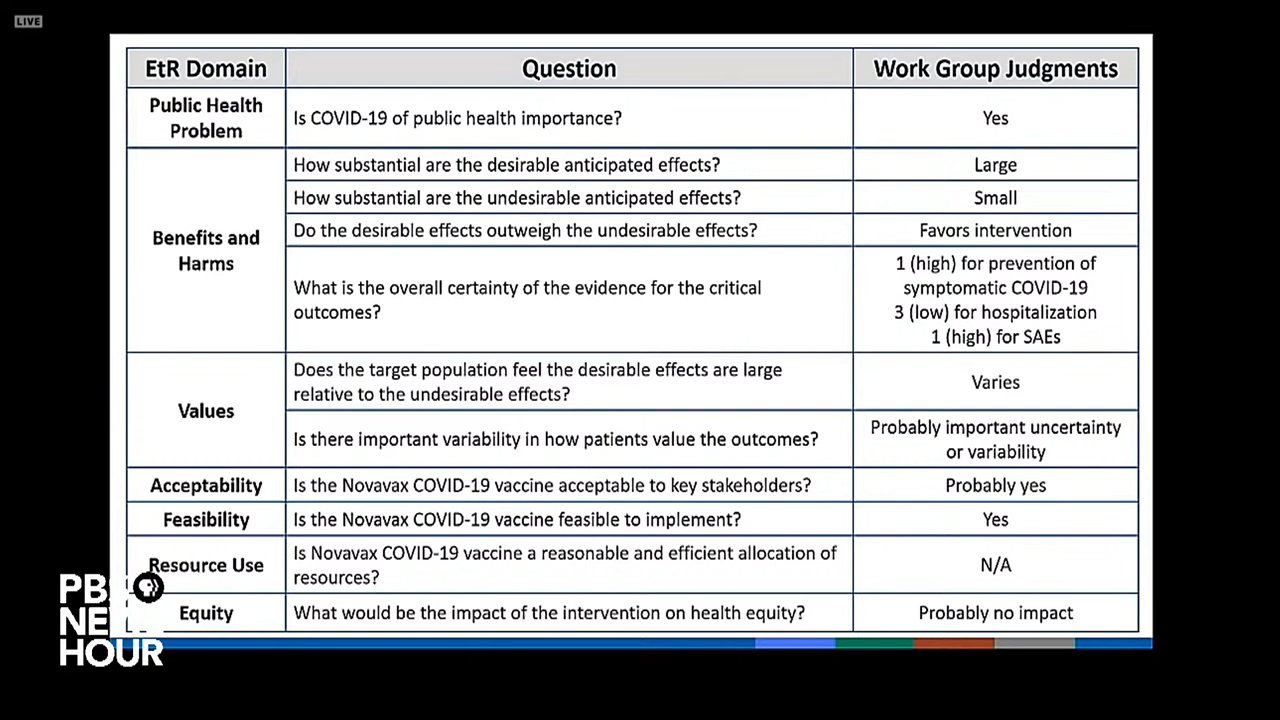 LIVE
EtR Domain
Question
Work Group Judgments
Public Health
Problem
Is COVID-19 of public health importance?
Yes
Benefits and
Harms
How substantial are the desirable anticipated effects?
Large
How substantial are the undesirable anticipated effects?
Small
Do the desirable effects outweigh the undesirable effects?
Favors intervention
What is the overall certainty of the evidence for the critical
outcomes?
1 (high) for prevention of
symptomatic COVID-19
3 (low) for hospitalization
1 (high) for SAEs
Values
Does the target population feel the desirable effects are large
relative to the undesirable effects?
Varies
Is there important variability in how patients value the outcomes?
Probably important uncertainty
or variability
Acceptability
Is the Novavax COVID-19 vaccine acceptable to key stakeholders?
Probably yes
Feasibility
Is the Novavax COVID-19 vaccine feasible to implement?
Yes
Resource Use
Is Novavax COVID-19 vaccine a reasonable and efficient allocation of
resources?
N/A
Equity
What would be the impact of the intervention on health equity?
Probably no impact
PBS
NEWS
HOUR